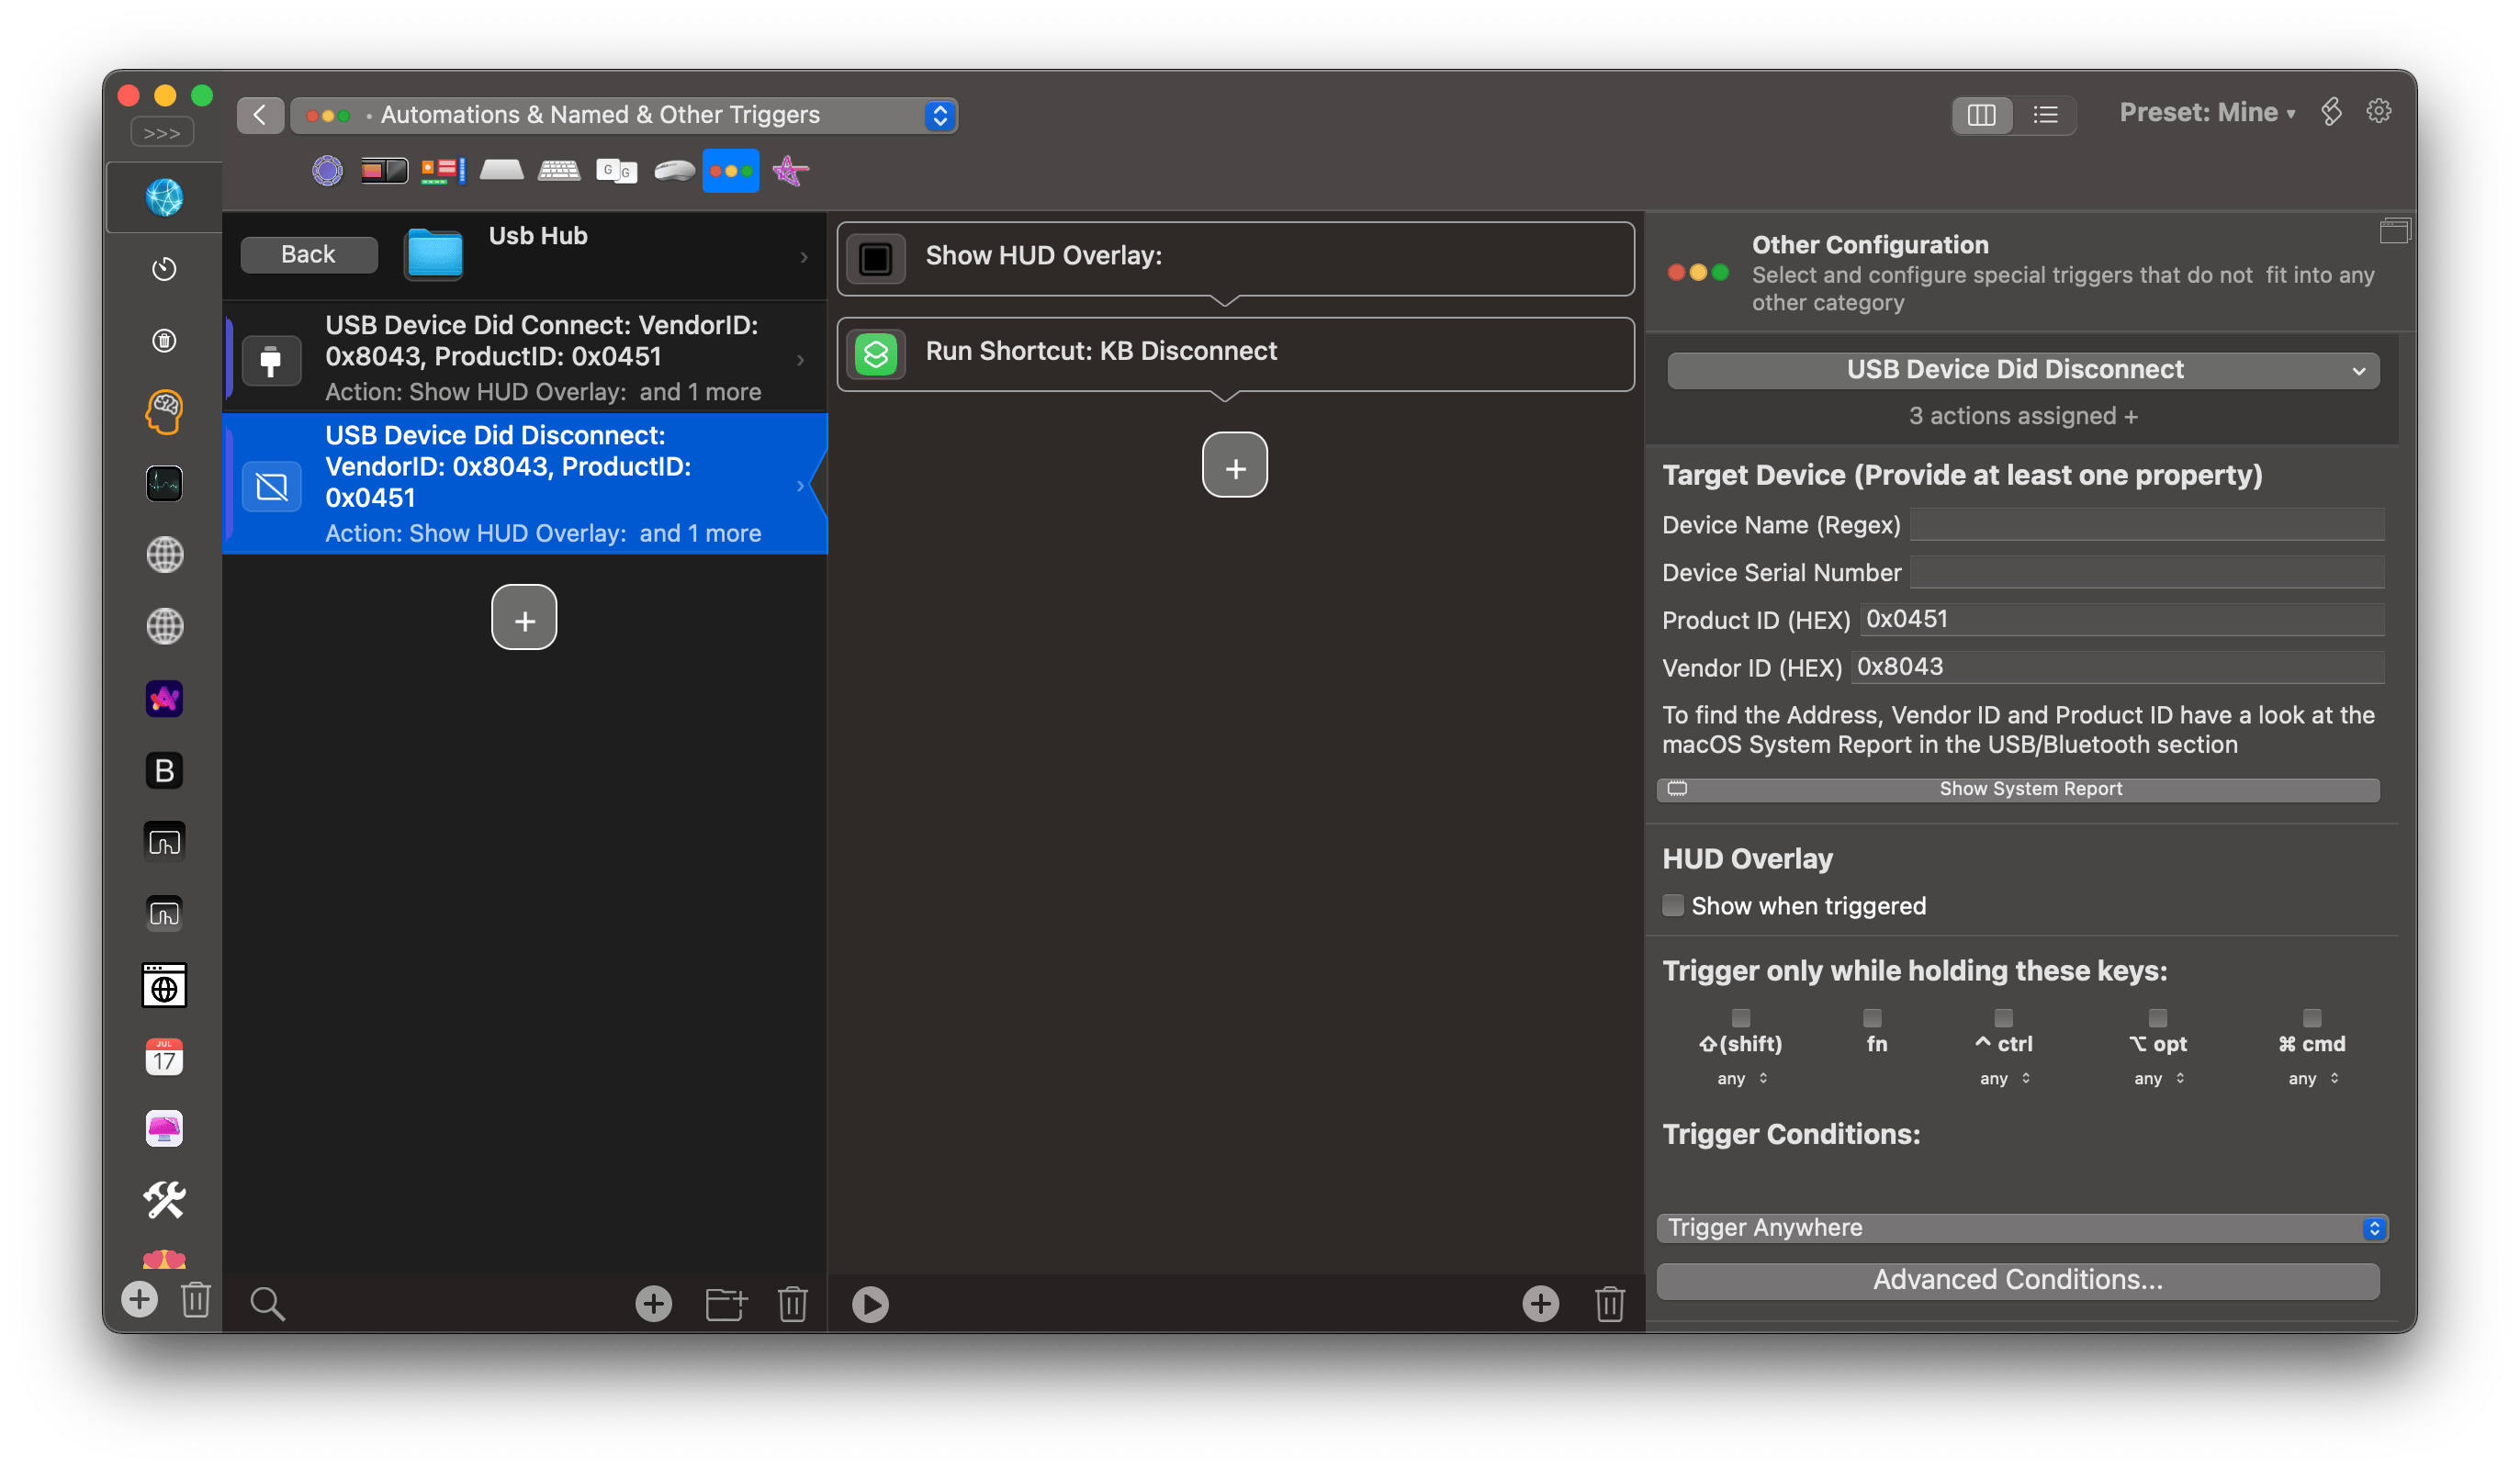 >>>
• Automations & Named & Other Triggers
Preset: Mine ▾
G G
Back
Usb Hub
USB Device Did Connect: VendorID:
0x8043, ProductID: 0x0451
Action: Show HUD Overlay:  and 1 more
USB Device Did Disconnect:
VendorID: 0x8043, ProductID:
0x0451
Action: Show HUD Overlay:  and 1 more
+
B
JUL
17
Show HUD Overlay:
Run Shortcut: KB Disconnect
+
Other Configuration
Select and configure special triggers that do not  fit into any
other category
USB Device Did Disconnect
3 actions assigned +
Target Device (Provide at least one property)
Device Name (Regex)
Device Serial Number
Product ID (HEX) 0x0451
Vendor ID (HEX) 0x8043
To find the Address, Vendor ID and Product ID have a look at the
macOS System Report in the USB/Bluetooth section
Show System Report
HUD Overlay
Show when triggered
Trigger only while holding these keys:
⇧(shift) fn ^ ctrl ⌥ opt ⌘ cmd
any any any any
Trigger Conditions:
Trigger Anywhere
Advanced Conditions...